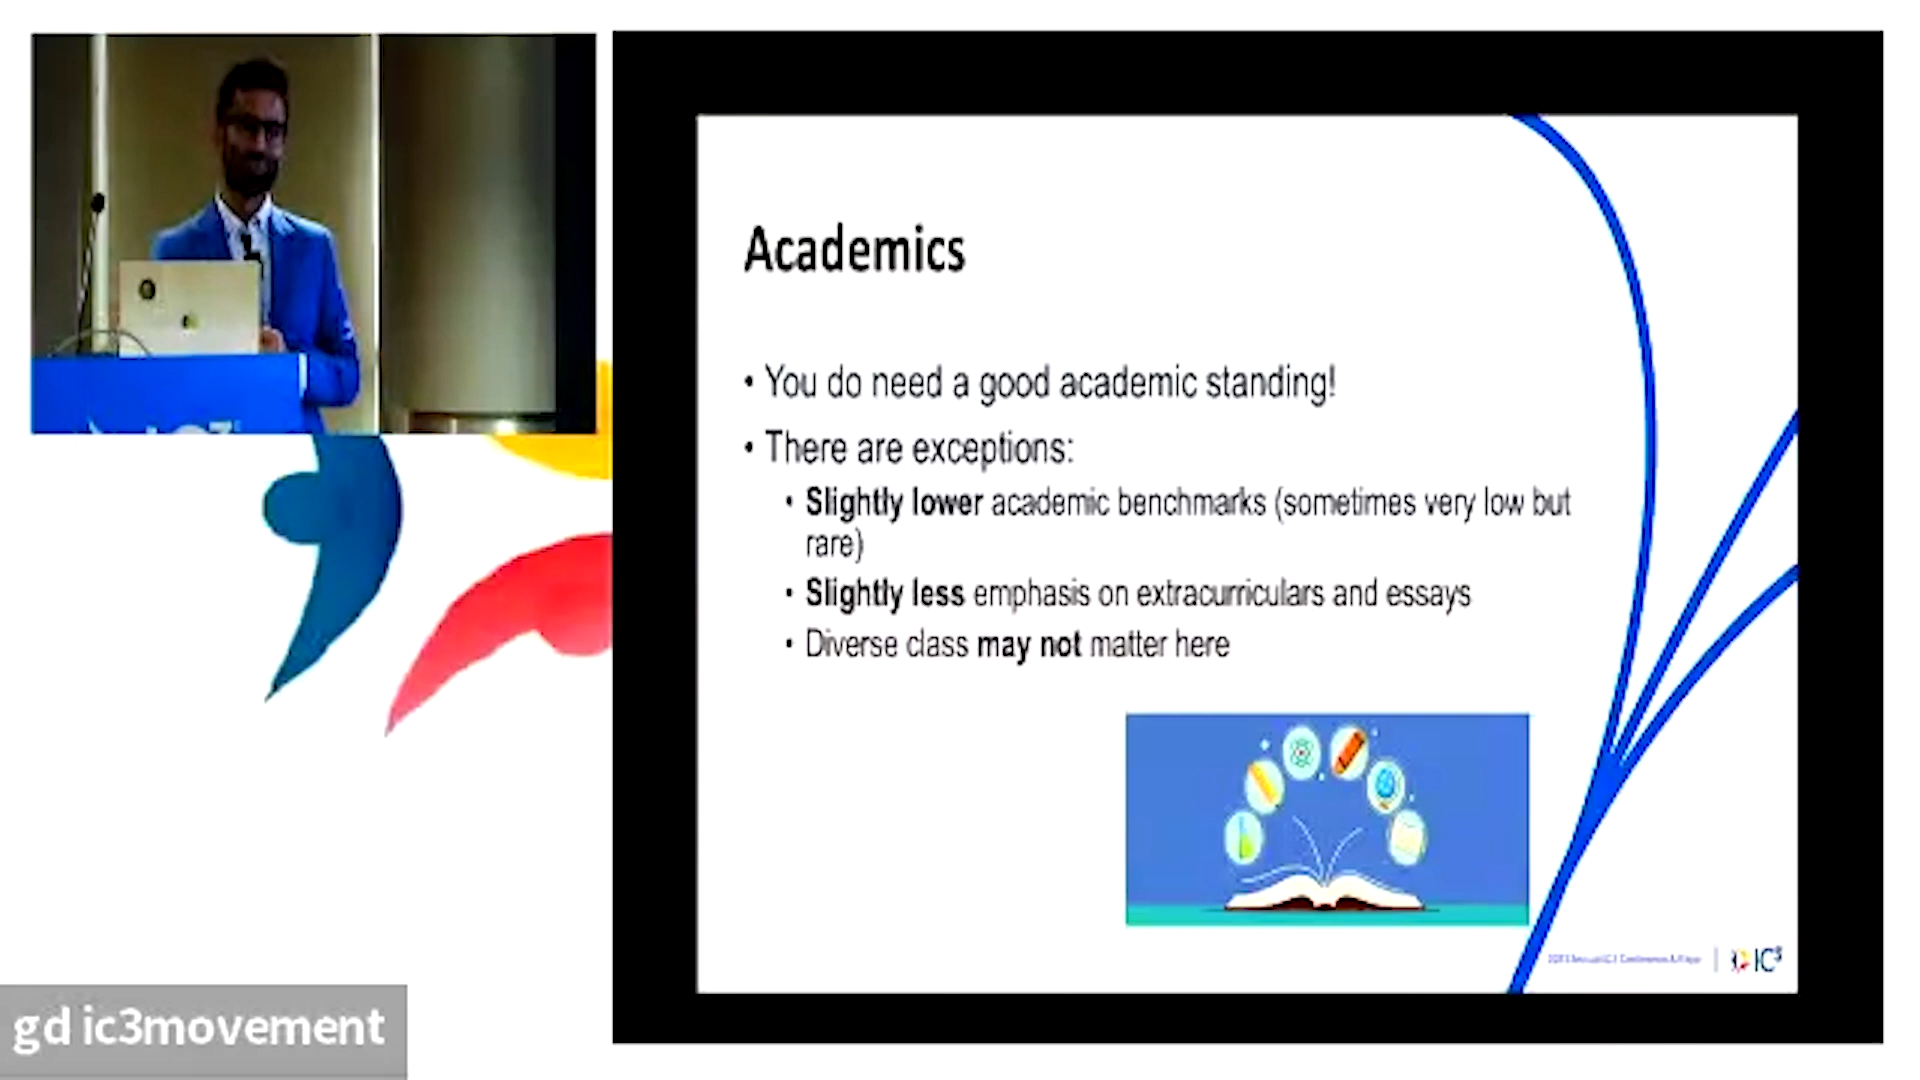 Academics
• You do need a good academic standing!
• There are exceptions:
• Slightly lower academic benchmarks (sometimes very low but
rare)
• Slightly less emphasis on extracurriculars and essays
• Diverse class may not matter here
IC3
gd ic3movement